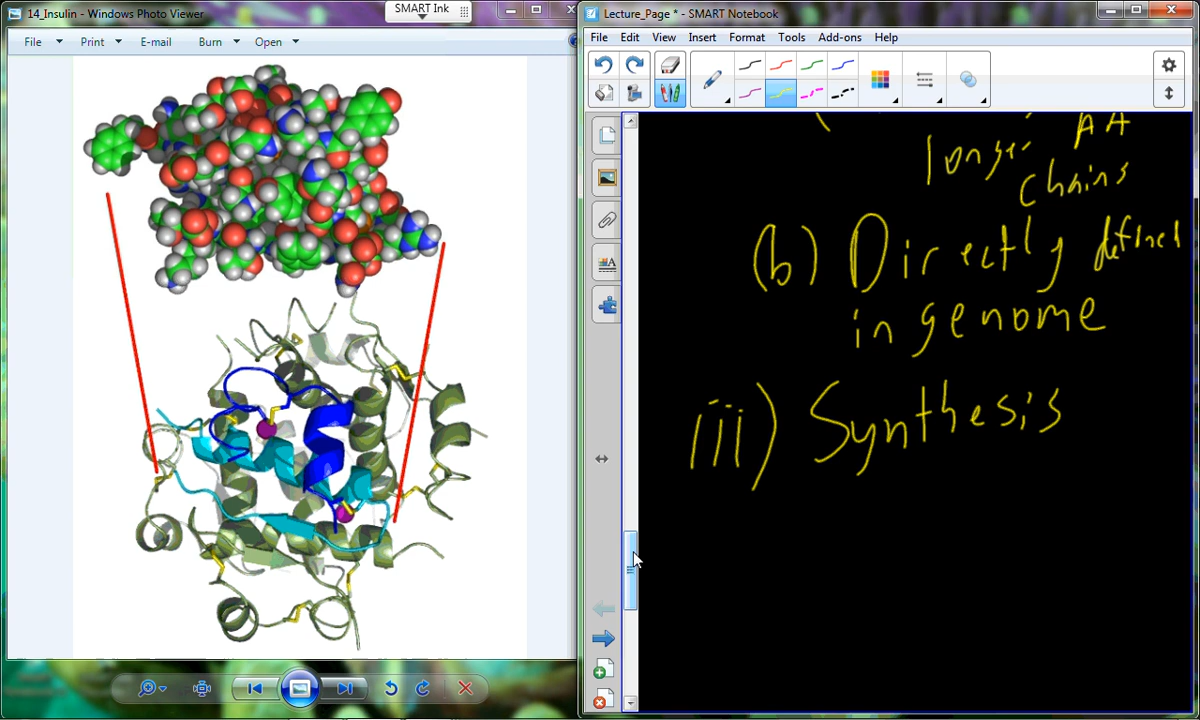 14_Insulin - Windows Photo Viewer
SMART Ink
File Print E-mail Burn Open
Lecture_Page * - SMART Notebook
File Edit View Insert Format Tools Add-ons Help
longer AA
chains
(b) Directly defined
in genome
iii) Synthesis